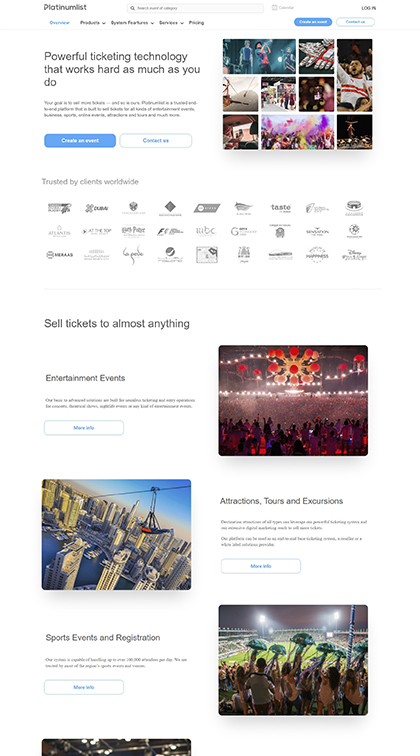 Platinumlist
Search event of category
Calendar
LOG IN
Overview
Products
System Feartures
Services
Pricing
Create an event
Contact us
Powerful ticketing technology
that works hard as much as you
do
Your goal is to sell more tickets — and so is ours. Platinumlist is a trusted end-
to-end platform that is built to sell tickets for all kinds of entertainment events,
business, sports, online events, attractions and tours and much more.
Create an event
Contact us
Trusted by clients worldwide
DUBAI
taste
ATLANTIS
AT THE TOP
Harry Potter
wbc
SENSATION
MERAAS
la perle
HAPPINESS
Disney
Sell tickets to almost anything
Entertainment Events
Our basic to advanced solutions are built for seamless ticketing and entry operations
for concerts, theatrical shows, nightlife events or any kind of entertainment events.
More info
Attractions, Tours and Excursions
Destination attractions of all types can leverage our powerful ticketing system and
our extensive digital marketing reach to sell more tickets.
Our platform can be used as an end-to-end base ticketing system, a reseller or a
white label solutions provider.
More info
Sports Events and Registration
Our system is capable of handling up to over 100,000 attendees per day. We are
trusted by most of the region's sports events and venues.
More info